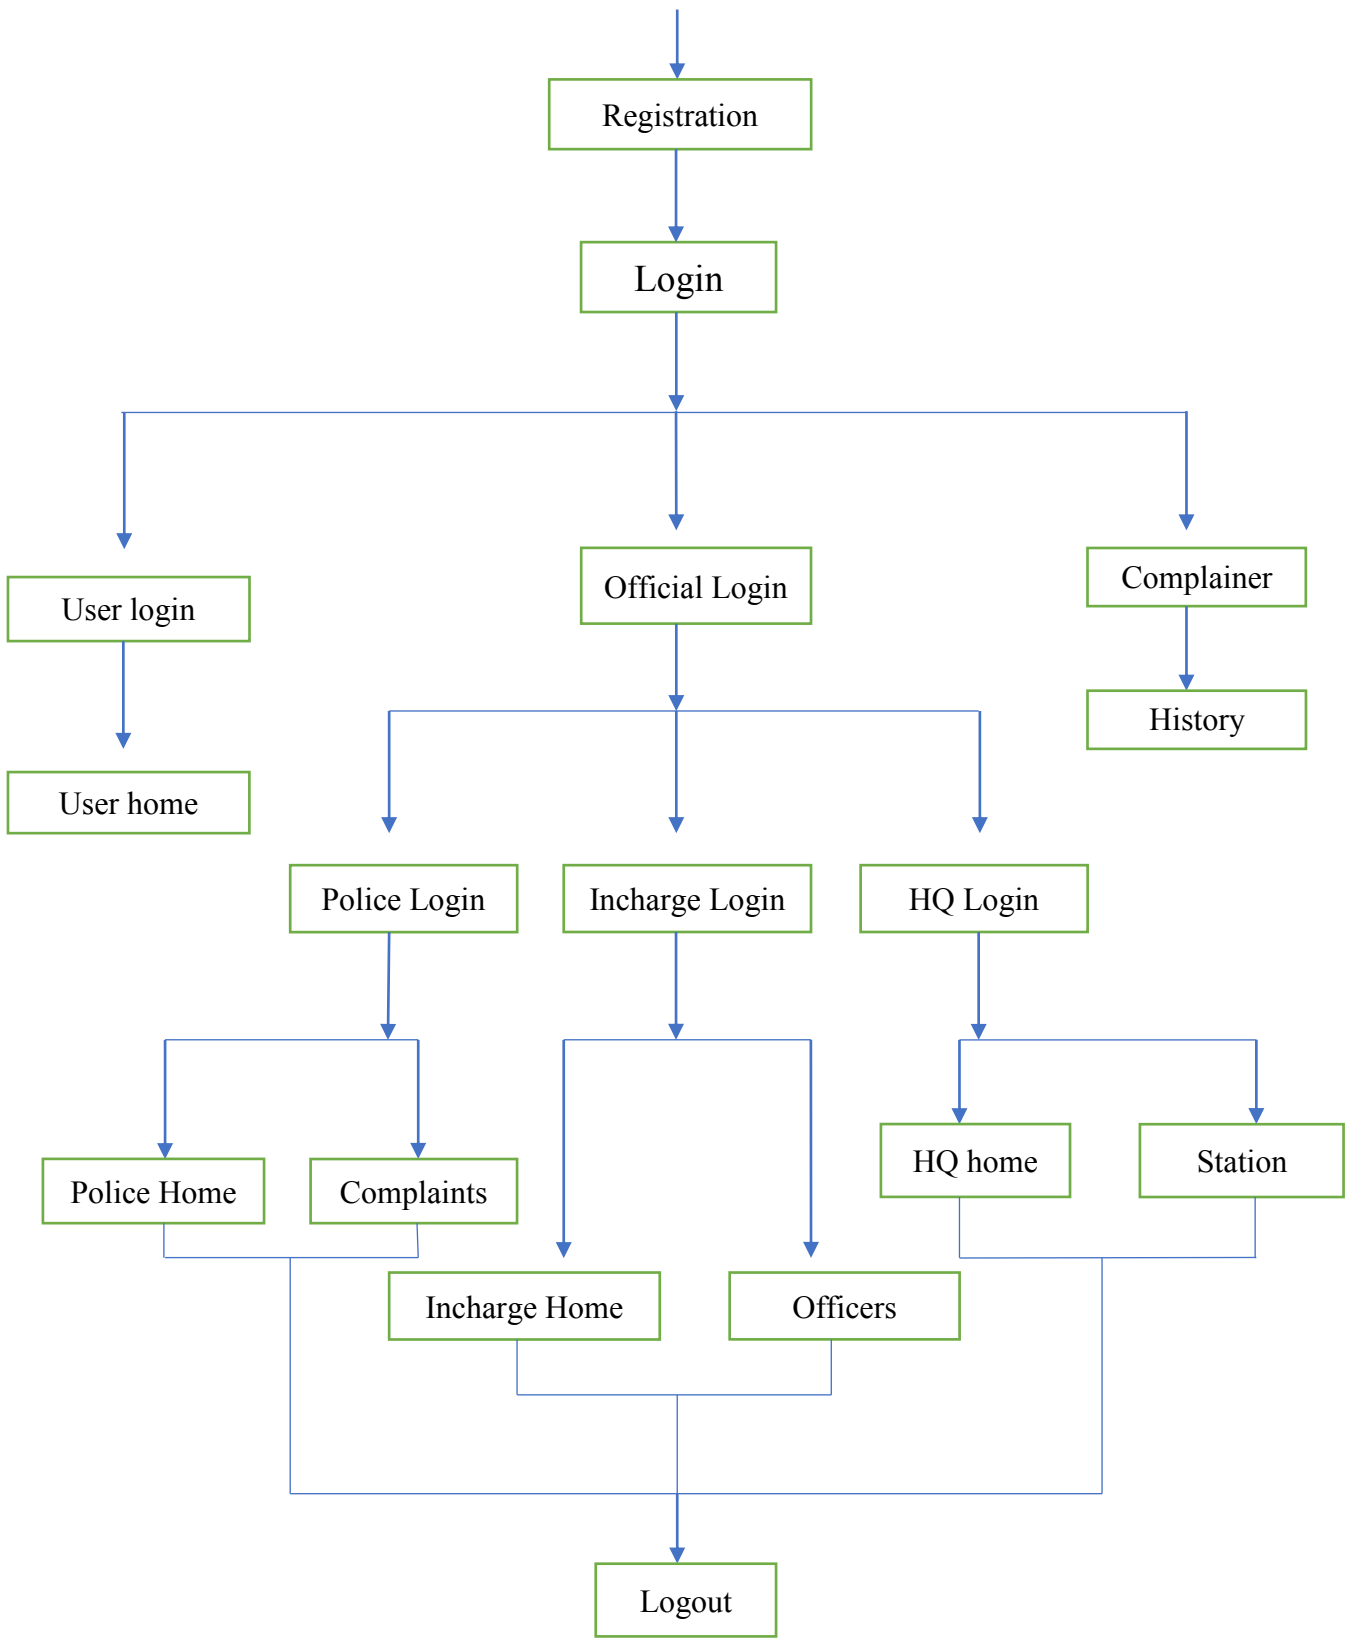 Registration
Login
User login
Official Login
Complainer
History
User home
Police Login
Incharge Login
HQ Login
Police Home
Complaints
HQ home
Station
Incharge Home
Officers
Logout